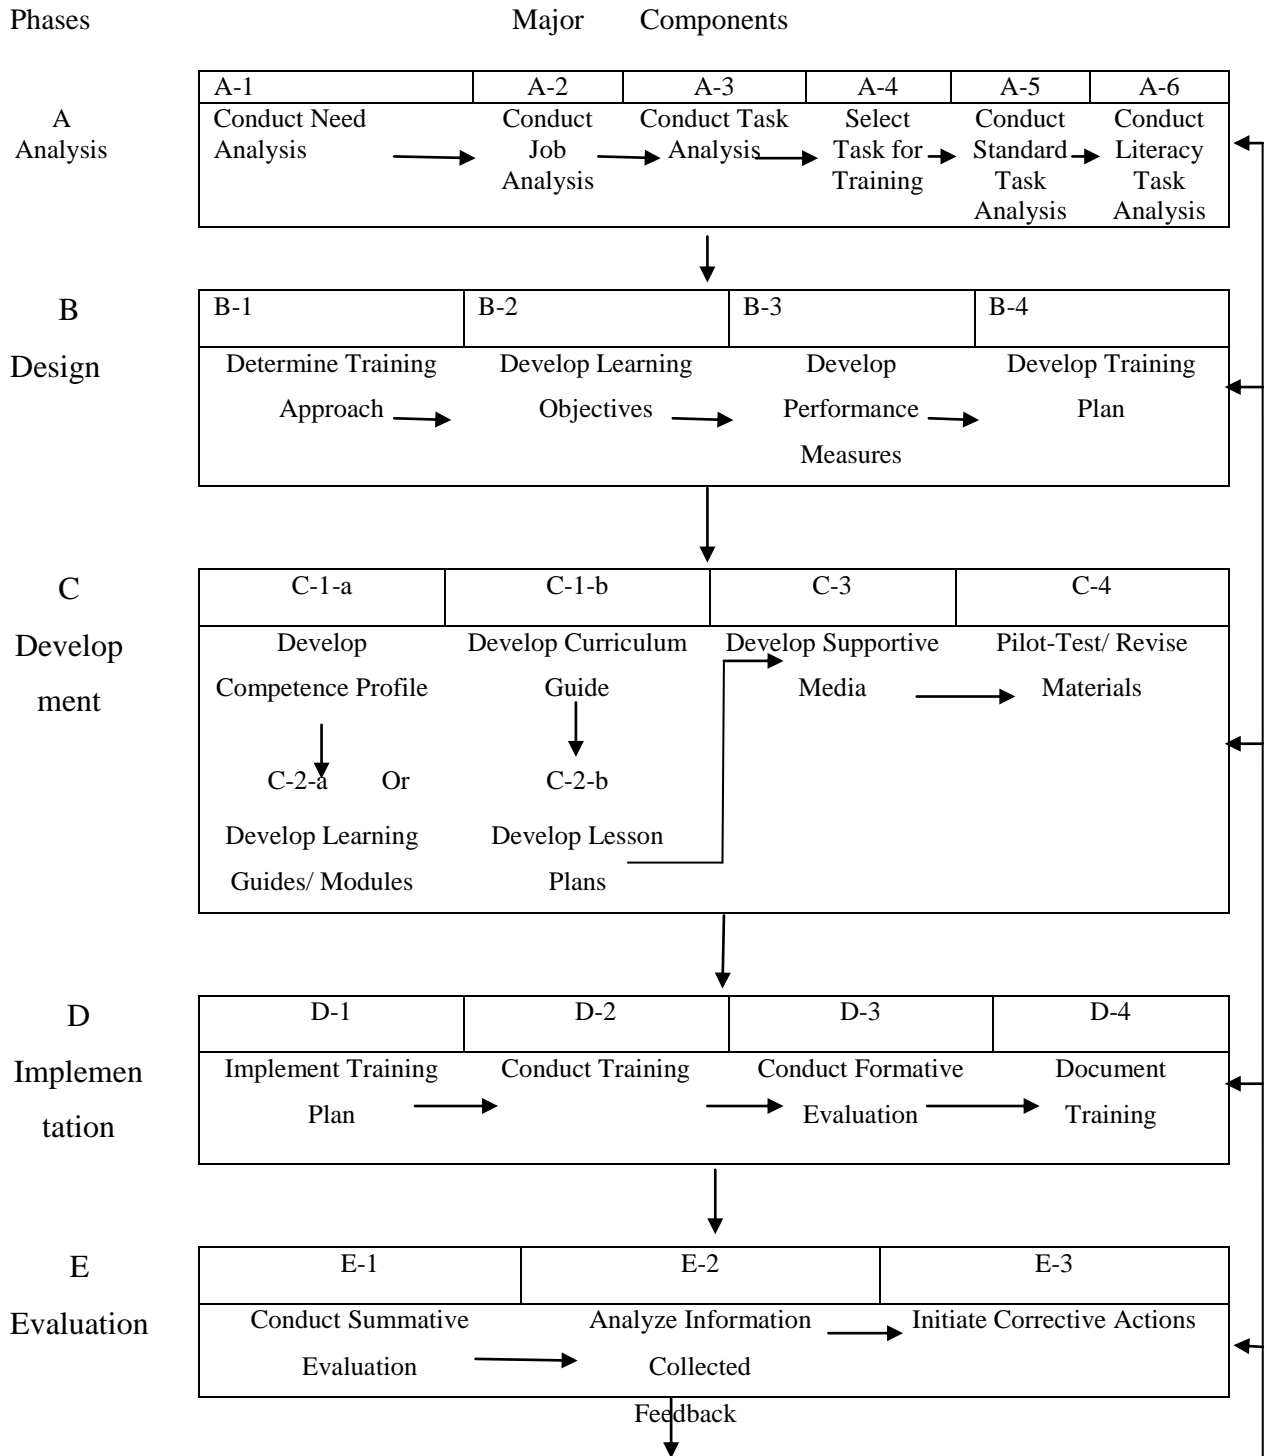 Phases Major Components
A-1 A-2 A-3 A-4 A-5 A-6
A
Analysis
Conduct Need
Analysis
Conduct
Job
Analysis
Conduct Task
Analysis
Select
Task for
Training
Conduct
Standard
Task
Analysis
Conduct
Literacy
Task
Analysis
B
Design
B-1 B-2 B-3 B-4
Determine Training
Approach
Develop Learning
Objectives
Develop
Performance
Measures
Develop Training
Plan
C
Develop
ment
C-1-a C-1-b C-3 C-4
Develop
Competence Profile
C-2-a Or
Develop Learning
Guides/ Modules
Develop Curriculum
Guide
C-2-b
Develop Lesson
Plans
Develop Supportive
Media
Pilot-Test/ Revise
Materials
D
Implemen
tation
D-1 D-2 D-3 D-4
Implement Training
Plan
Conduct Training
Conduct Formative
Evaluation
Document
Training
E
Evaluation
E-1 E-2 E-3
Conduct Summative
Evaluation
Analyze Information
Collected
Initiate Corrective Actions
Feedback